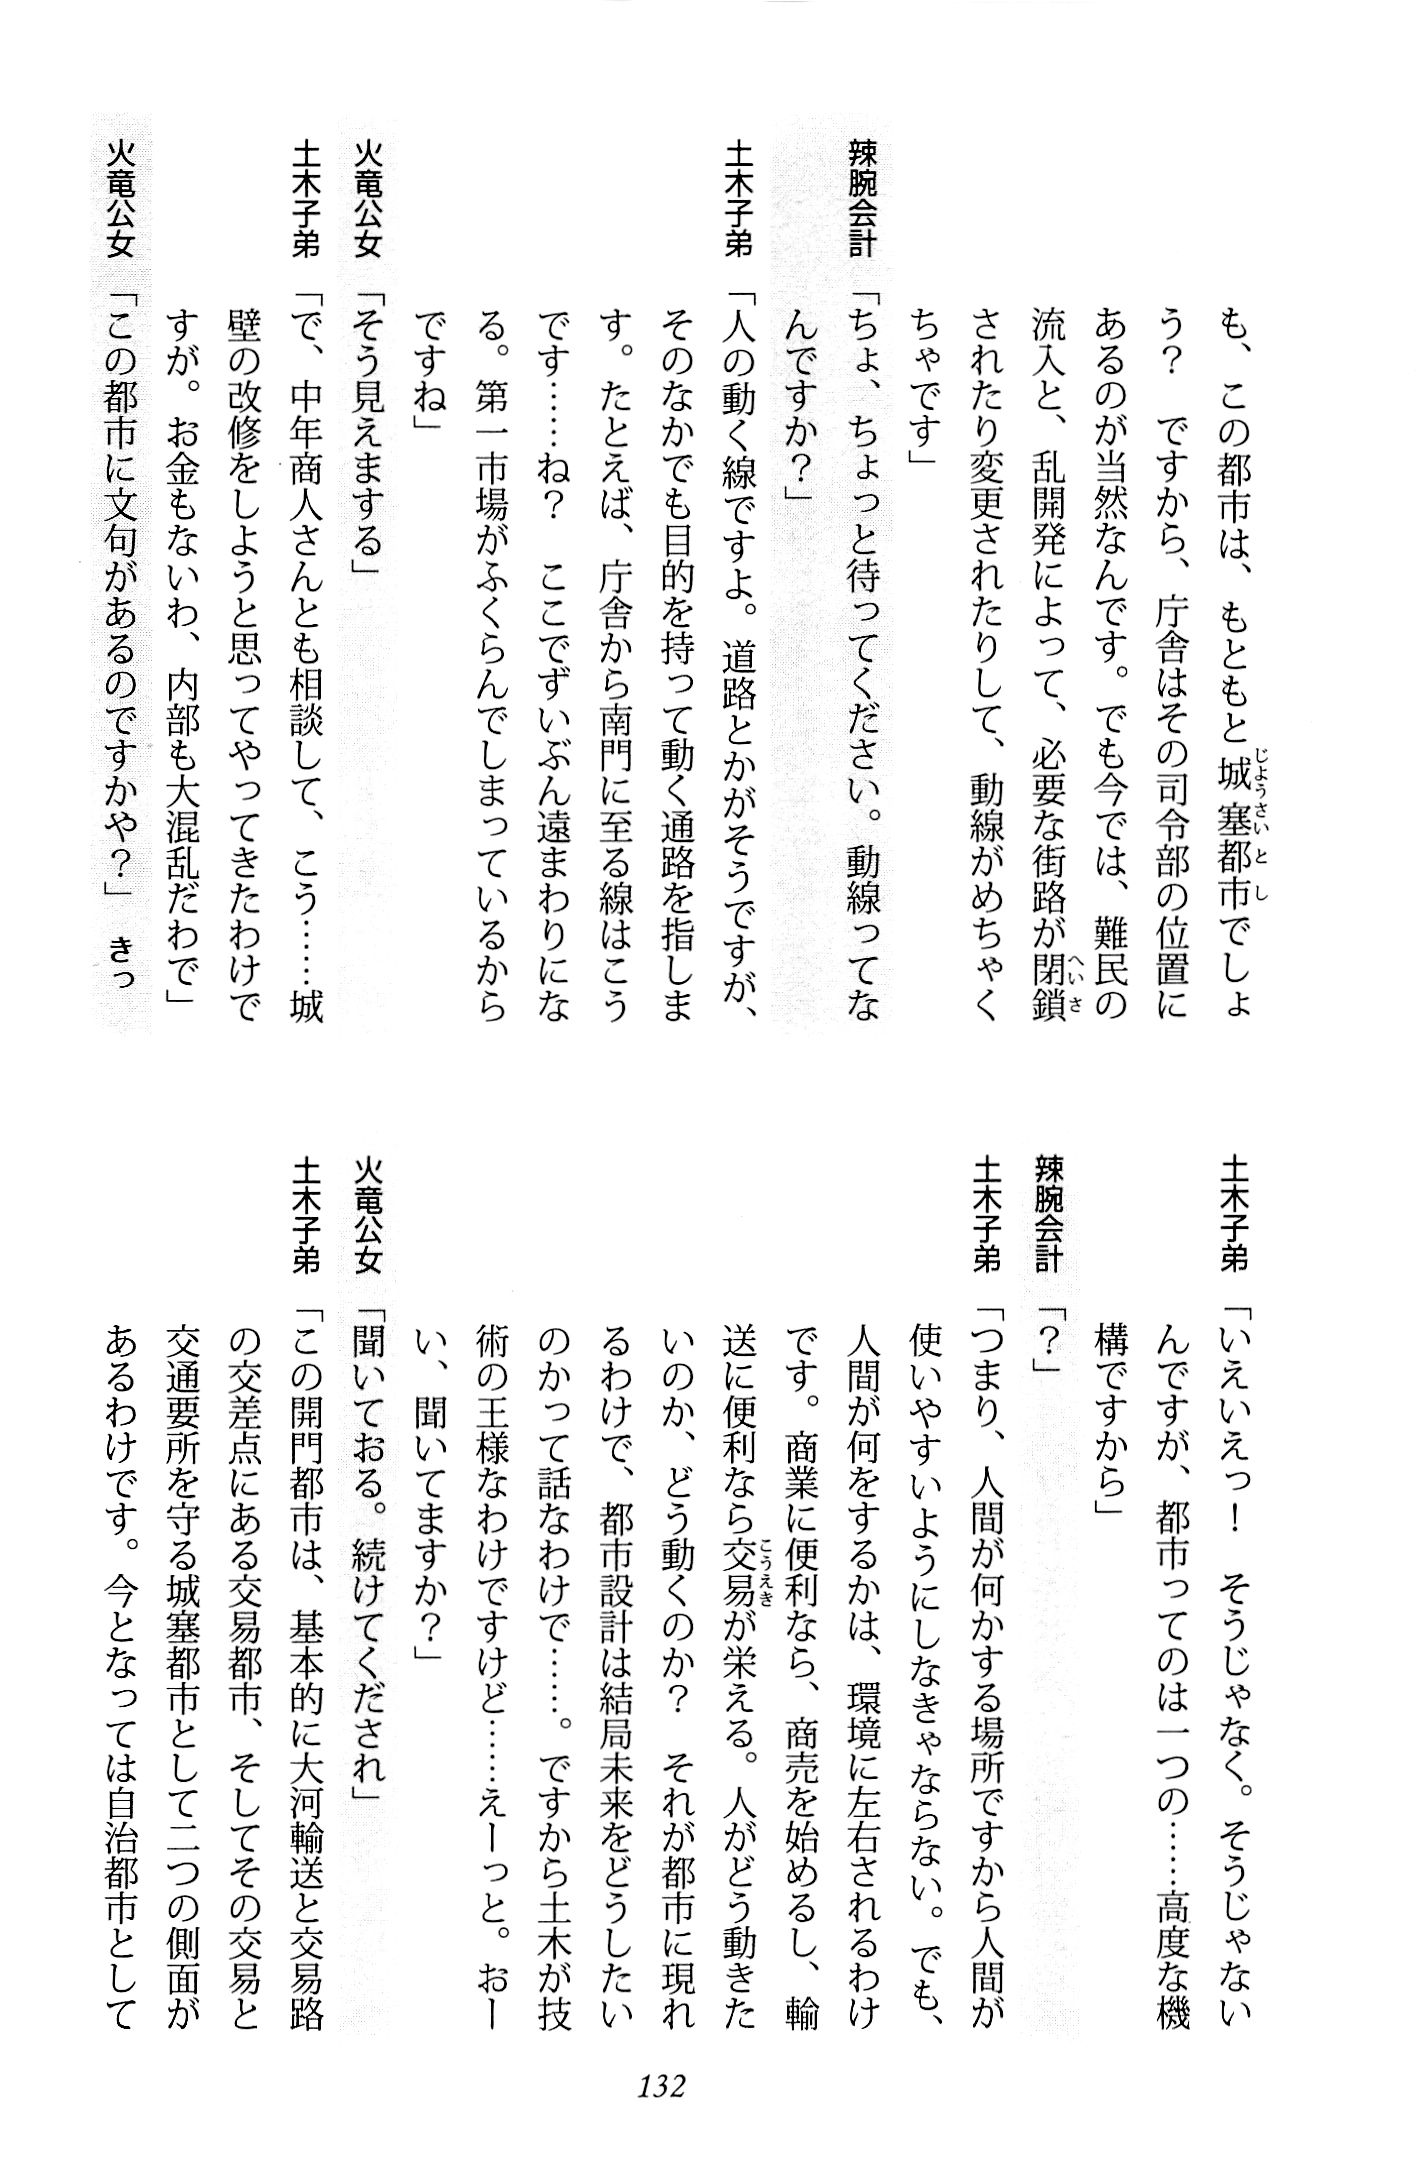 も、この都市は、もともと城塞都市でしょ
う？　ですから、庁舎はその司令部の位置に
あるのが当然なんです。でも今では、難民の
流入と、乱開発によって、必要な街路が閉鎖
されたり変更されたりして、動線がめちゃく
ちゃです」
辣腕会計「ちょ、ちょっと待ってください。動線ってな
んですか？」
土木子弟「人の動く線ですよ。道路とかがそうですが、
そのなかでも目的を持って動く通路を指しま
す。たとえば、庁舎から南門に至る線はこう
です……ね？　ここでずいぶん遠まわりにな
る。第一市場がふくらんでしまっているから
ですね」
火竜公女「そう見えまする」
土木子弟「で、中年商人さんとも相談して、こう……城
壁の改修をしようと思ってやってきたわけで
すが。お金もないわ、内部も大混乱だわで」
火竜公女「この都市に文句があるのですかや？」　きっ
土木子弟「いえいえっ！　そうじゃなく。そうじゃない
んですが、都市ってのは一つの……高度な機
構ですから」
辣腕会計「？」
土木子弟「つまり、人間が何かする場所ですから人間が
使いやすいようにしなきゃならない。でも、
人間が何をするかは、環境に左右されるわけ
です。商業に便利なら、商売を始めるし、輸
送に便利なら交易が栄える。人がどう動きた
いのか、どう動くのか？　それが都市に現れ
るわけで、都市設計は結局未来をどうしたい
のかって話なわけで……。ですから土木が技
術の王様なわけですけど……えーっと。おー
い、聞いてますか？」
火竜公女「聞いておる。続けてくだされ」
土木子弟「この開門都市は、基本的に大河輸送と交易路
の交差点にある交易都市、そしてその交易と
交通要所を守る城塞都市として二つの側面が
あるわけです。今となっては自治都市として
132